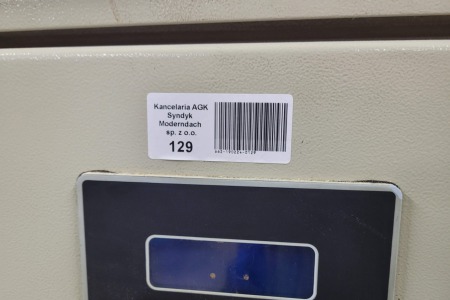 Kancelaria AGK
Syndyk
Moderndach
sp. z o.o.
129